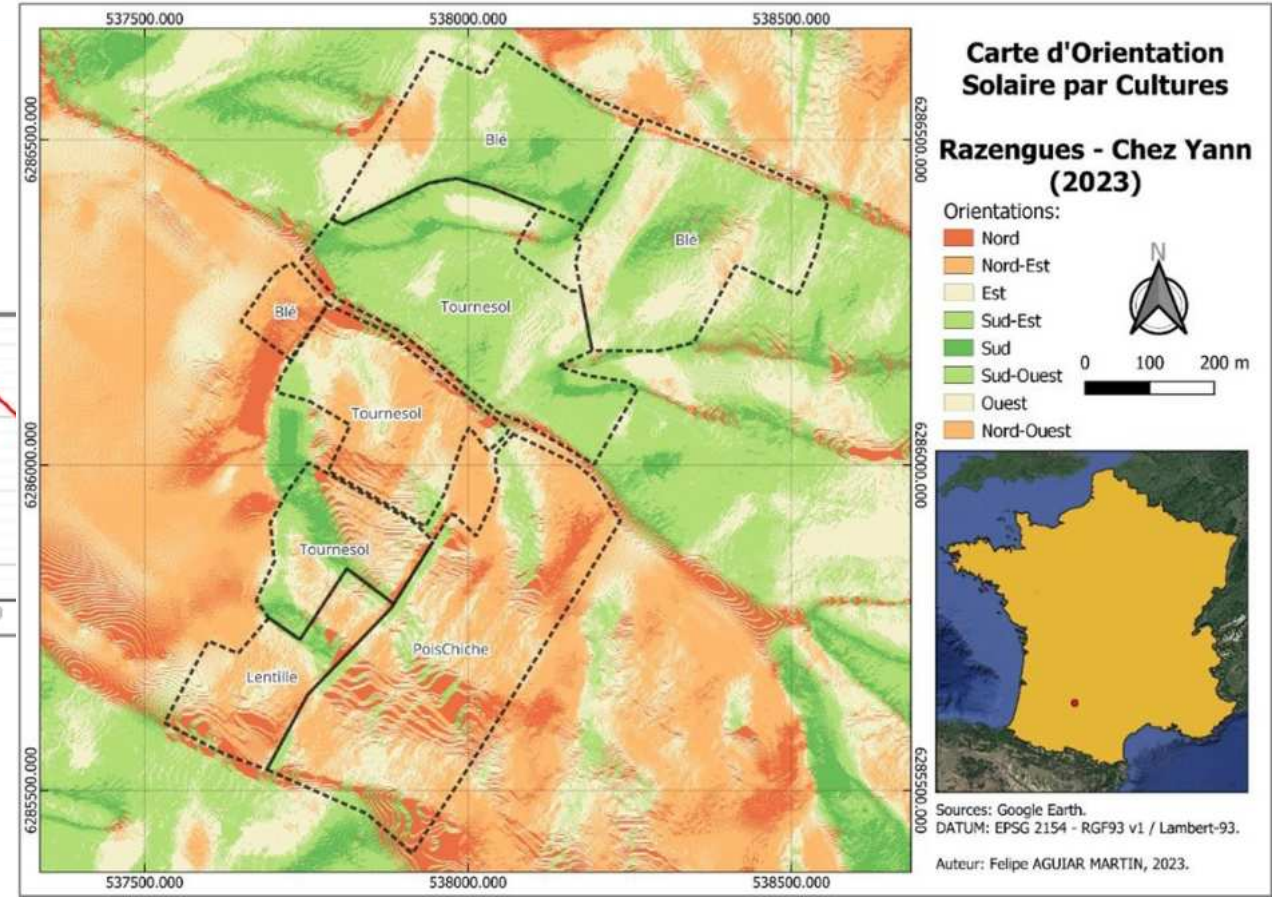 Carte d'Orientation
Solaire par Cultures
Razengues - Chez Yann
(2023)
Orientations:
Nord
Nord-Est
Est
Sud-Est
Sud
Sud-Ouest
Ouest
Nord-Ouest
N
0 100 200 m
Sources: Google Earth.
DATUM: EPSG 2154 - RGF93 v1 / Lambert-93.
Auteur: Felipe AGUIAR MARTIN, 2023.
537500.000 538000.000 538500.000
6286500.000 6286500.000
6286000.000 6286000.000
6285500.000 6285500.000
Blé
Blé
Tournesol
Blé
Tournesol
Tournesol
PoisChiche
Lentille
537500.000 538000.000 538500.000